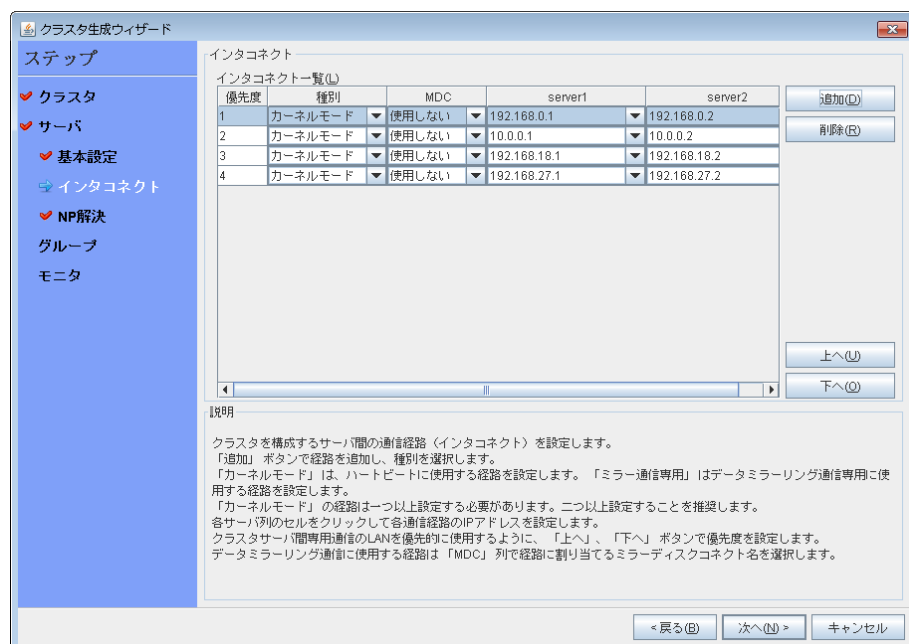 クラスタ生成ウィザード
ステップ
クラスタ
サーバ
基本設定
インタコネクト
NP解決
グループ
モニタ
インタコネクト
インタコネクト一覧(L)
優先度 種別 MDC server1 server2
1 カーネルモード 使用しない 192.168.0.1 192.168.0.2
2 カーネルモード 使用しない 10.0.0.1 10.0.0.2
3 カーネルモード 使用しない 192.168.18.1 192.168.18.2
4 カーネルモード 使用しない 192.168.27.1 192.168.27.2
追加(D)
削除(R)
上へ(U)
下へ(O)
説明
クラスタを構成するサーバ間の通信経路（インタコネクト）を設定します。
「追加」 ボタンで経路を追加し、種別を選択します。
「カーネルモード」 は、ハートビートに使用する経路を設定します。 「ミラー通信専用」 はデータミラーリング通信専用に使
用する経路を設定します。
「カーネルモード」 の経路は一つ以上設定する必要があります。二つ以上設定することを推奨します。
各サーバ列のセルをクリックして各通信経路のIPアドレスを設定します。
クラスタサーバ間専用通信のLANを優先的に使用するように、 「上へ」、「下へ」 ボタンで優先度を設定します。
データミラーリング通信に使用する経路は 「MDC」 列で経路に割り当てるミラーディスクコネクト名を選択します。
< 戻る(B) 次へ(N) > キャンセル